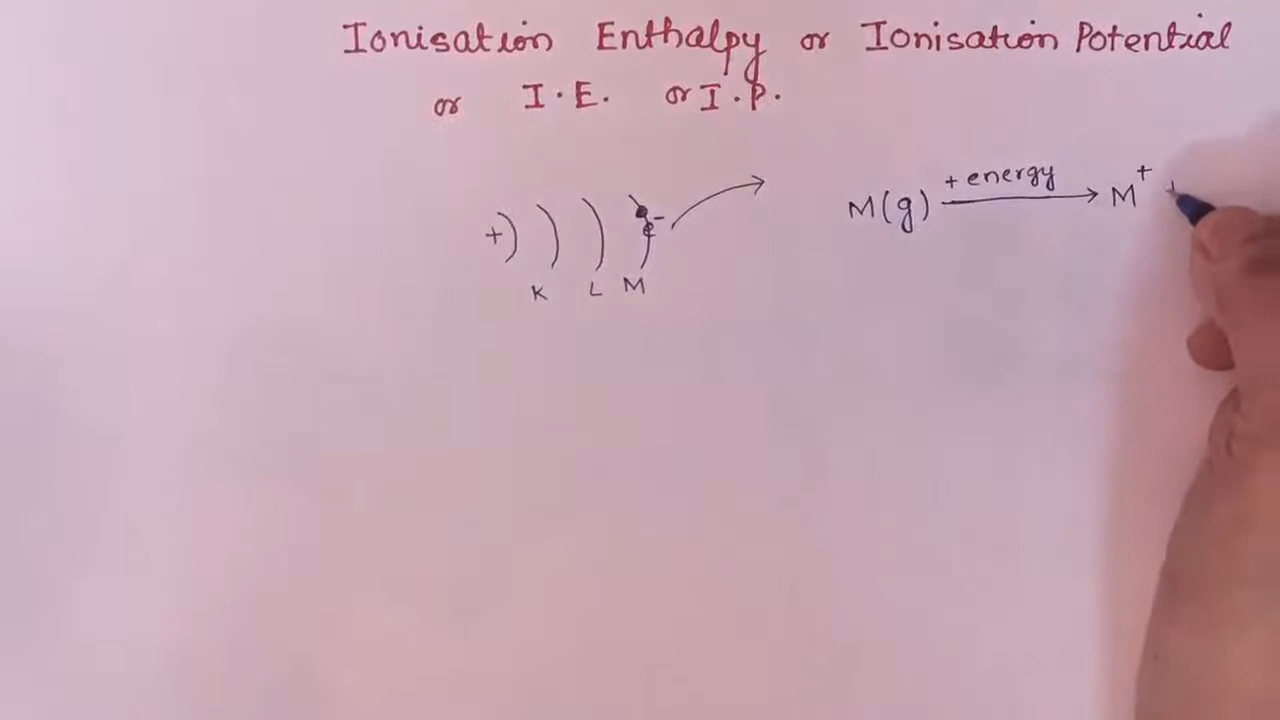 Ionisation Enthalpy or Ionisation Potential
or I.E. or I.P.
+ energy
M(g) → M⁺ +
+) ) ) ) e⁻
K L M